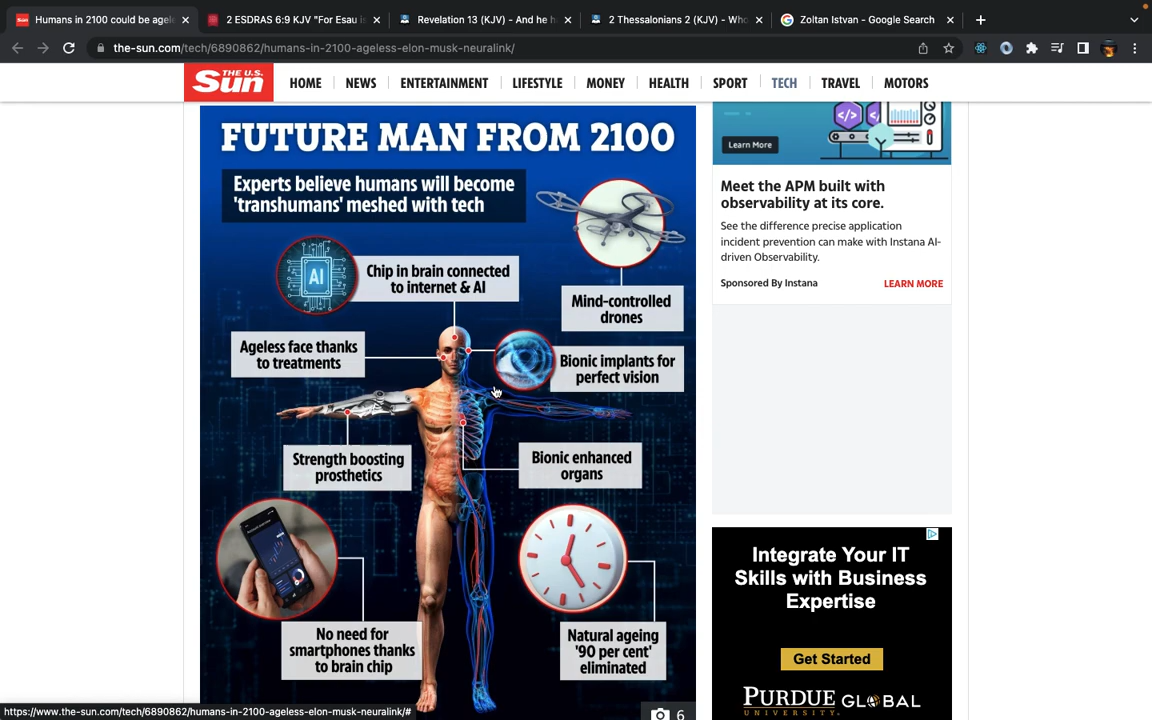 Humans in 2100 could be agele
2 ESDRAS 6:9 KJV "For Esau i
Revelation 13 (KJV) - And he h
2 Thessalonians 2 (KJV) - Who
Zoltan Istvan - Google Search
the-sun.com/tech/6890862/humans-in-2100-ageless-elon-musk-neuralink/
THE U.S.
Sun
HOME
NEWS
ENTERTAINMENT
LIFESTYLE
MONEY
HEALTH
SPORT
TECH
TRAVEL
MOTORS
FUTURE MAN FROM 2100
Experts believe humans will become
'transhumans' meshed with tech
AI
Chip in brain connected
to internet & AI
Mind-controlled
drones
Ageless face thanks
to treatments
Bionic implants for
perfect vision
Strength boosting
prosthetics
Bionic enhanced
organs
No need for
smartphones thanks
to brain chip
Natural ageing
'90 per cent'
eliminated
6
Learn More
Meet the APM built with
observability at its core.
See the difference precise application
incident prevention can make with Instana AI-
driven Observability.
Sponsored By Instana
LEARN MORE
Integrate Your IT
Skills with Business
Expertise
Get Started
PURDUE GLOBAL
UNIVERSITY
https://www.the-sun.com/tech/6890862/humans-in-2100-ageless-elon-musk-neuralink/#